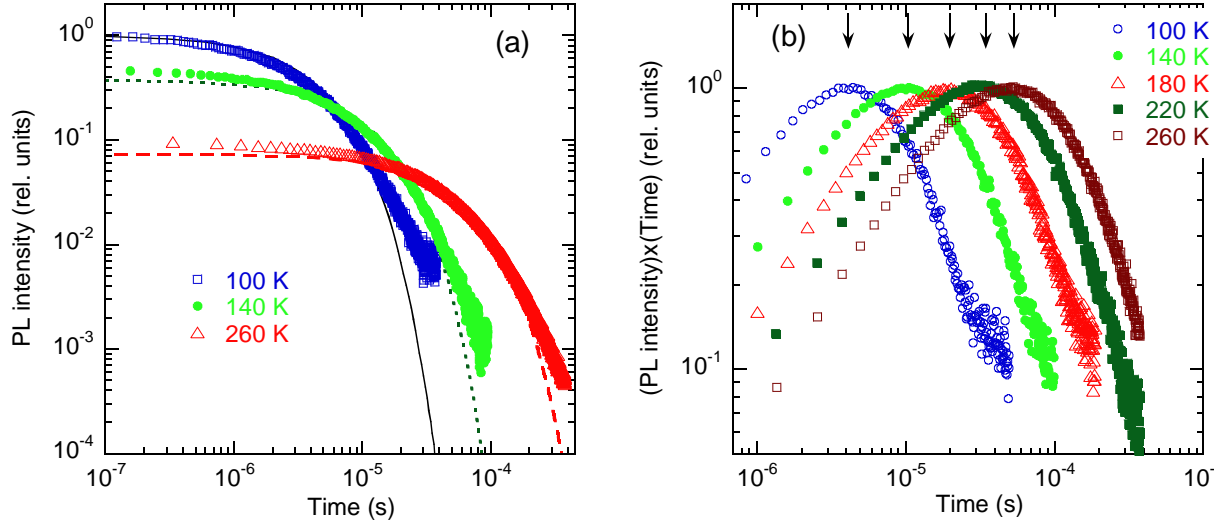 (a)
PL intensity (rel. units)
10^0
10^-1
10^-2
10^-3
10^-4
100 K
140 K
260 K
10^-7
10^-6
10^-5
10^-4
Time (s)
(b)
(PL intensity)x(Time) (rel. units)
10^0
10^-1
100 K
140 K
180 K
220 K
260 K
10^-6
10^-5
10^-4
Time (s)